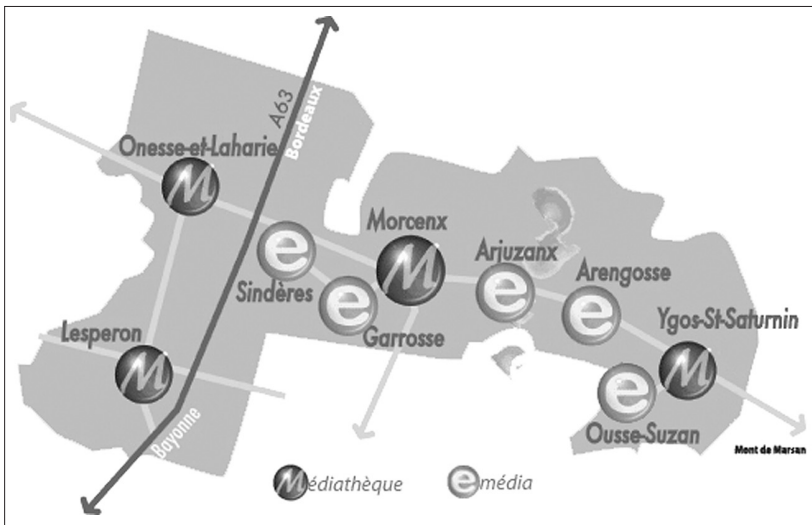 A63
Bordeaux
Onesse-et-Laharie
M
Morcenx
M
e
Sindères
e
Garrosse
Arjuzanx
e
Arengosse
e
Ygos-St-Saturnin
M
Lesperon
M
Bayonne
e
Ousse-Suzan
Mont de Marsan
Médiathèque
e média